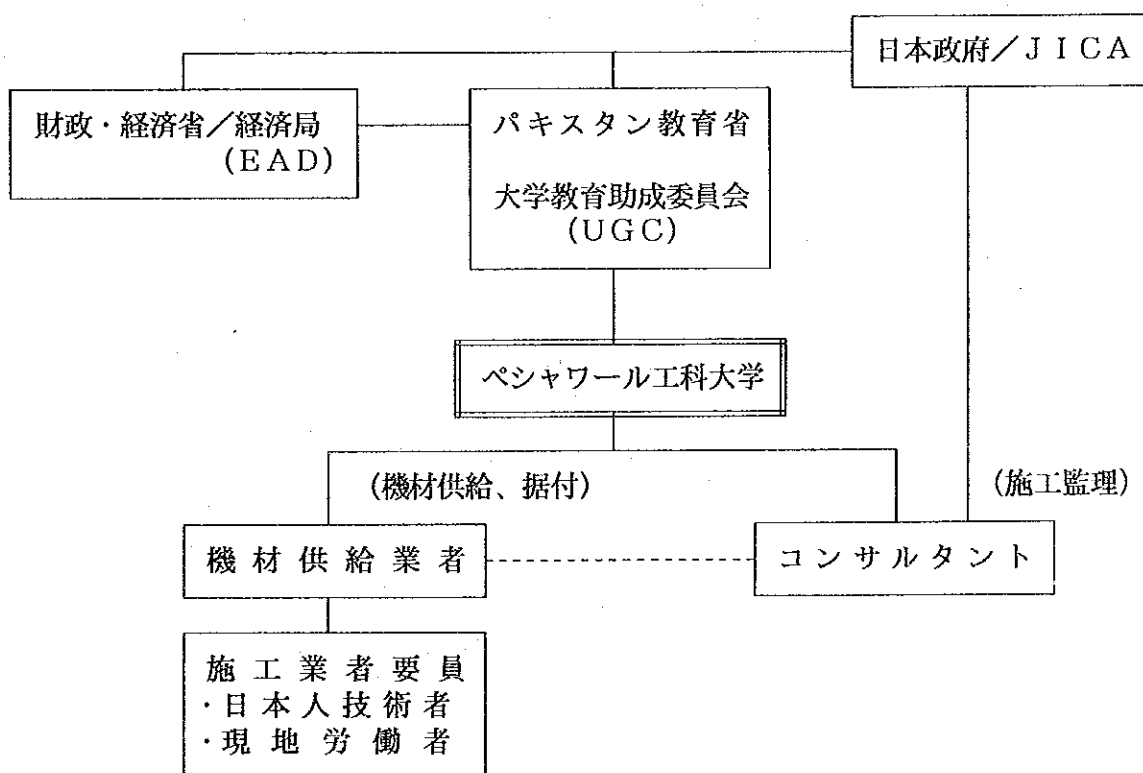 日本政府／ＪＩＣＡ
財政・経済省／経済局
(ＥＡＤ)
パキスタン教育省
大学教育助成委員会
(ＵＧＣ)
ペシャワール工科大学
(機材供給、据付)
(施工監理)
機材供給業者
コンサルタント
施工業者要員
・日本人技術者
・現地労働者